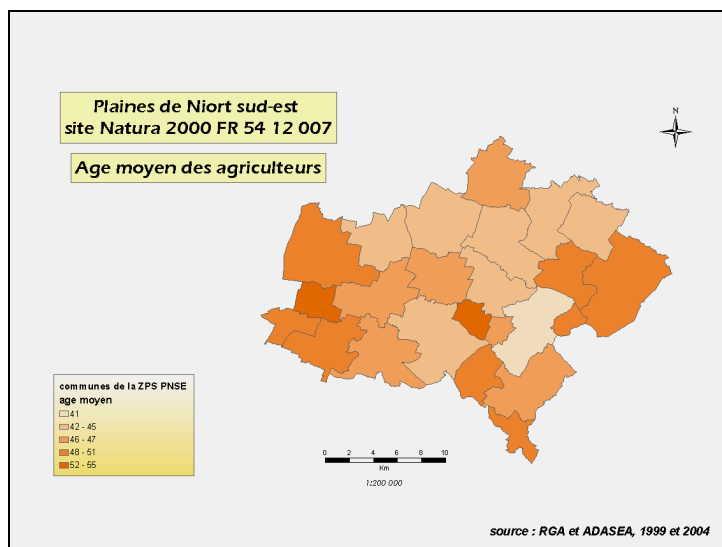 Plaines de Niort sud-est
site Natura 2000 FR 54 12 007
Age moyen des agriculteurs
N
communes de la ZPS PNSE
age moyen
41
42 - 45
46 - 47
48 - 51
52 - 55
0 2 4 6 8 10
Km
1:200 000
source : RGA et ADASEA, 1999 et 2004